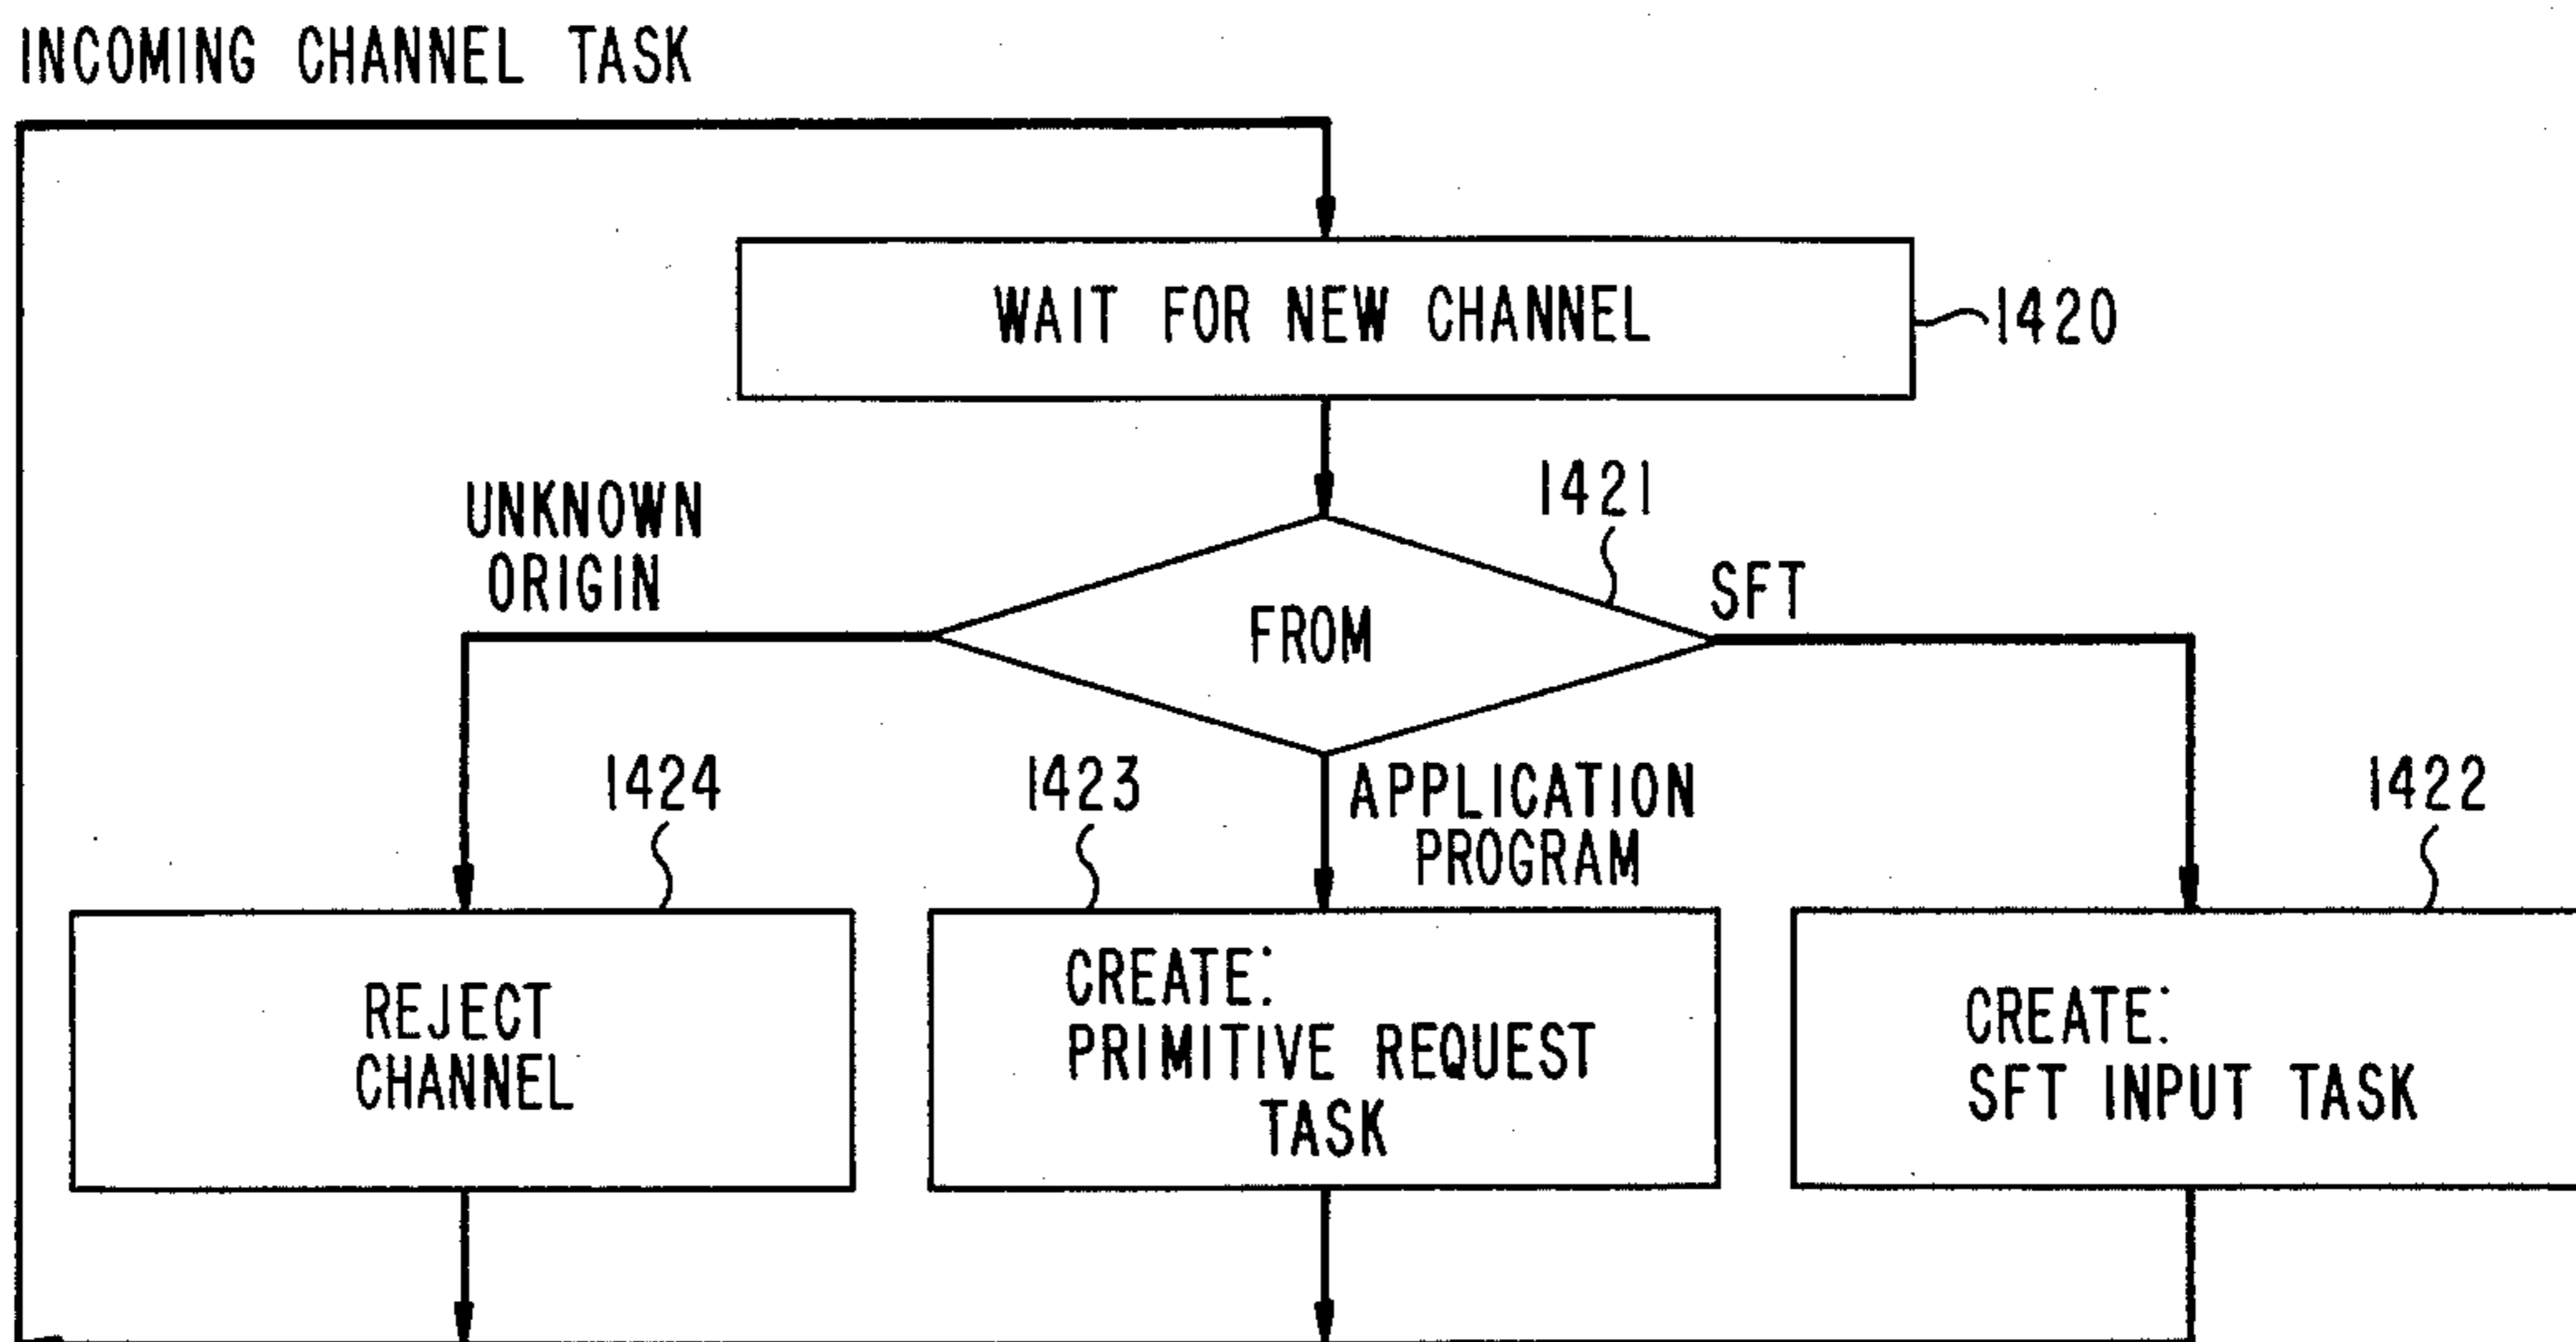 INCOMING CHANNEL TASK
WAIT FOR NEW CHANNEL
1420
UNKNOWN
ORIGIN
1421
SFT
FROM
1424
1423
APPLICATION
PROGRAM
1422
REJECT
CHANNEL
CREATE:
PRIMITIVE REQUEST
TASK
CREATE:
SFT INPUT TASK